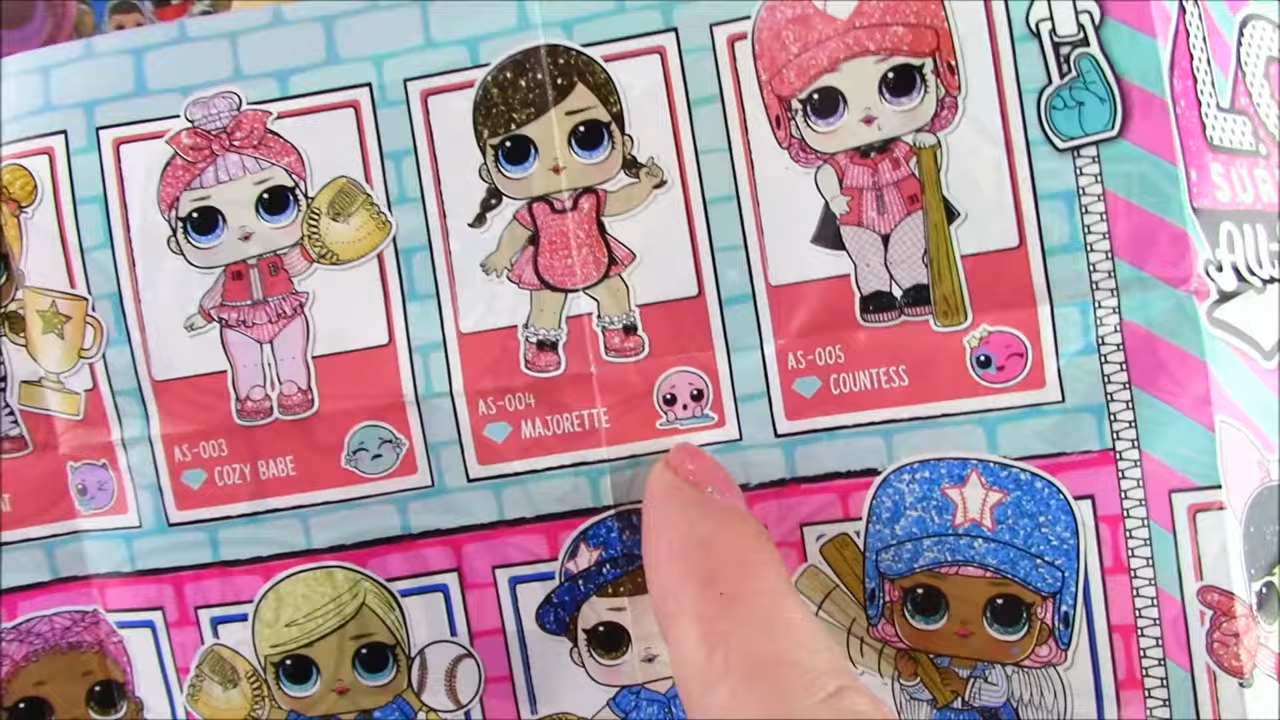 AS-003
COZY BABE
AS-004
MAJORETTE
AS-005
COUNTESS